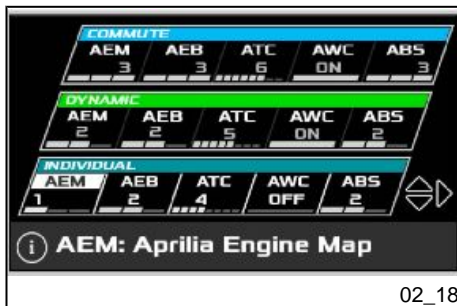 COMMUTE
AEM AEB ATC AWC ABS
3 3 6 ON 3
DYNAMIC
AEM AEB ATC AWC ABS
2 2 5 ON 2
INDIVIDUAL
AEM AEB ATC AWC ABS
1 2 4 OFF 2
i AEM: Aprilia Engine Map
02_18